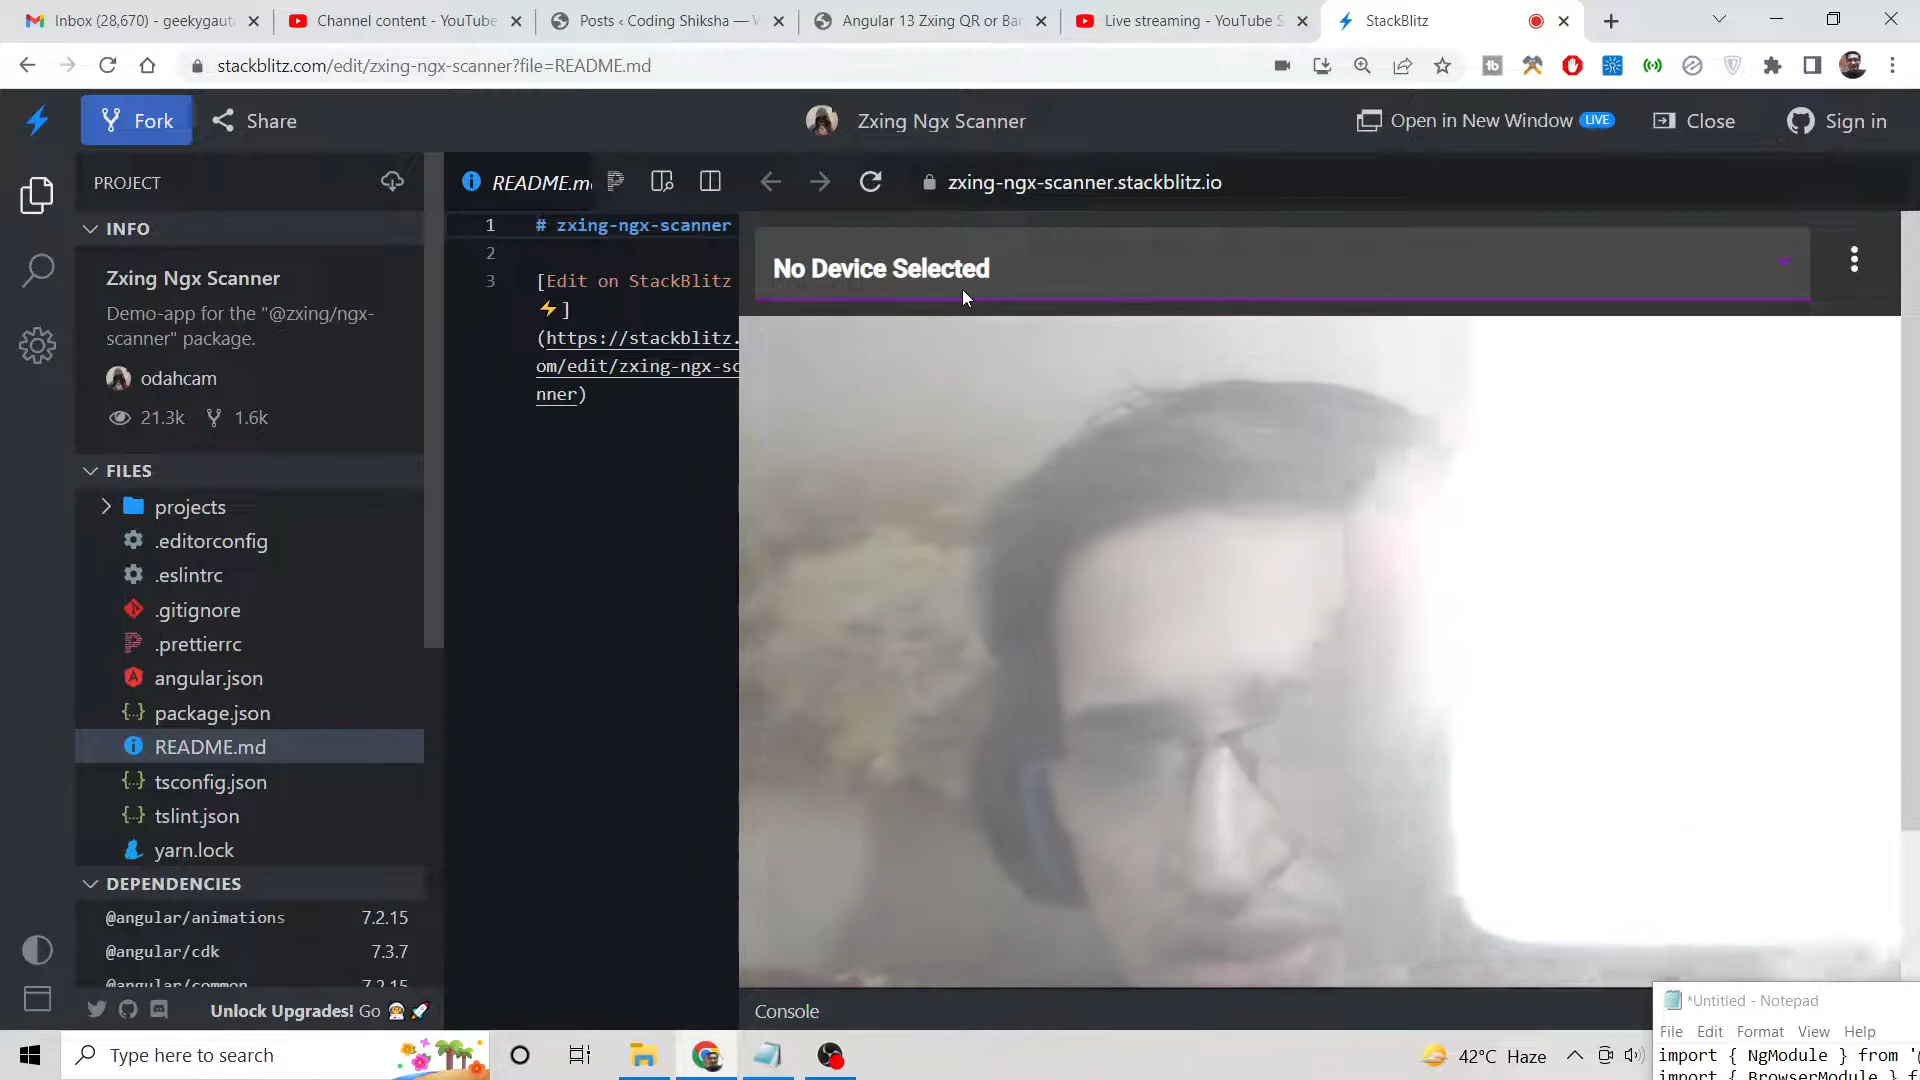 Inbox (28,670) - geekygaut
Channel content - YouTube
Posts ‹ Coding Shiksha —
Angular 13 Zxing QR or Bar
Live streaming - YouTube S
StackBlitz
stackblitz.com/edit/zxing-ngx-scanner?file=README.md
Fork
Share
Zxing Ngx Scanner
Open in New Window LIVE
Close
Sign in
PROJECT
README.m
zxing-ngx-scanner.stackblitz.io
INFO
Zxing Ngx Scanner
Demo-app for the "@zxing/ngx-
scanner" package.
odahcam
21.3k 1.6k
FILES
projects
.editorconfig
.eslintrc
.gitignore
.prettierrc
angular.json
package.json
README.md
tsconfig.json
tslint.json
yarn.lock
DEPENDENCIES
@angular/animations 7.2.15
@angular/cdk 7.3.7
@angular/common 7.2.15
Unlock Upgrades! Go
1 # zxing-ngx-scanner
2
3 [Edit on StackBlitz
⚡]
(https://stackblitz.
om/edit/zxing-ngx-sc
nner)
No Device Selected
Console
*Untitled - Notepad
File Edit Format View Help
import { NgModule } from '@
import { BrowserModule } f
Type here to search
42°C Haze